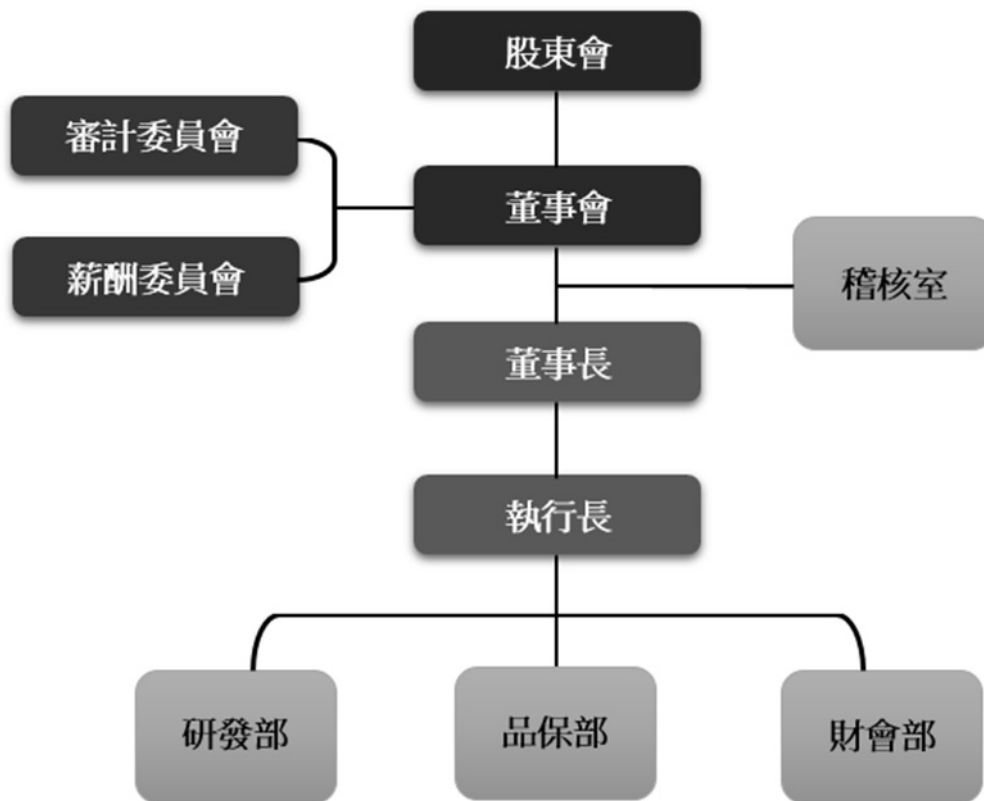 股東會
審計委員會
董事會
薪酬委員會
稽核室
董事長
執行長
研發部
品保部
財會部